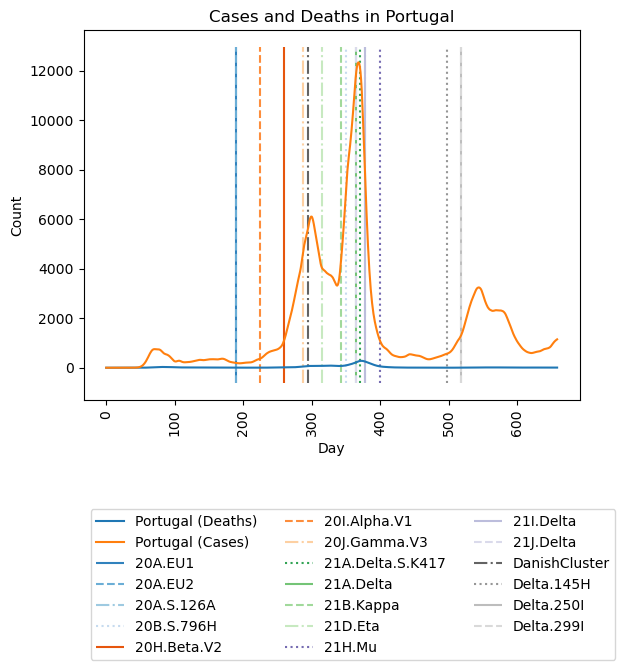 Cases and Deaths in Portugal
12000
10000
8000
6000
4000
2000
0
Count
0 100 200 300 400 500 600
Day
Portugal (Deaths) 20I.Alpha.V1 21I.Delta
Portugal (Cases) 20J.Gamma.V3 21J.Delta
20A.EU1 21A.Delta.S.K417 DanishCluster
20A.EU2 21A.Delta Delta.145H
20A.S.126A 21B.Kappa Delta.250I
20B.S.796H 21D.Eta Delta.299I
20H.Beta.V2 21H.Mu